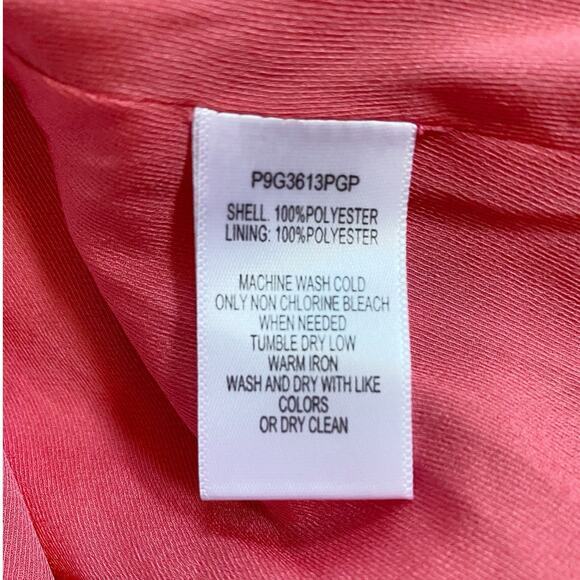 P9G3613PGP
SHELL. 100%POLYESTER
LINING: 100%POLYESTER
MACHINE WASH COLD
ONLY NON CHLORINE BLEACH
WHEN NEEDED
TUMBLE DRY LOW
WARM IRON
WASH AND DRY WITH LIKE
COLORS
OR DRY CLEAN